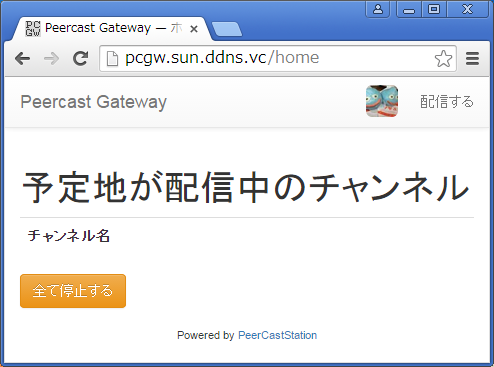 PC
GW
Peercast Gateway — ホ
pcgw.sun.ddns.vc/home
Peercast Gateway
配信する
予定地が配信中のチャンネル
チャンネル名
全て停止する
Powered by PeerCastStation